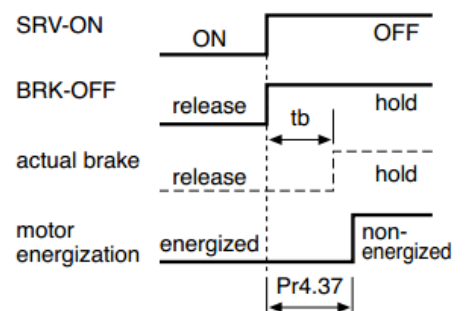 SRV-ON
ON
OFF
BRK-OFF
release
tb
hold
actual brake
release
hold
motor
energization
energized
non-
energized
Pr4.37